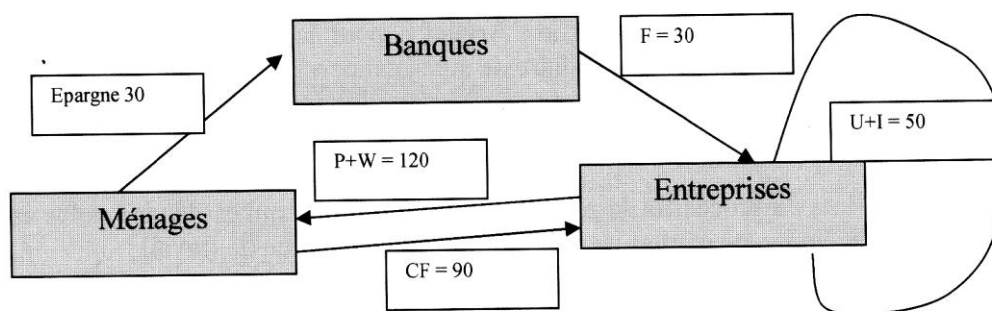 Banques
F = 30
Epargne 30
U+I = 50
P+W = 120
Entreprises
Ménages
CF = 90